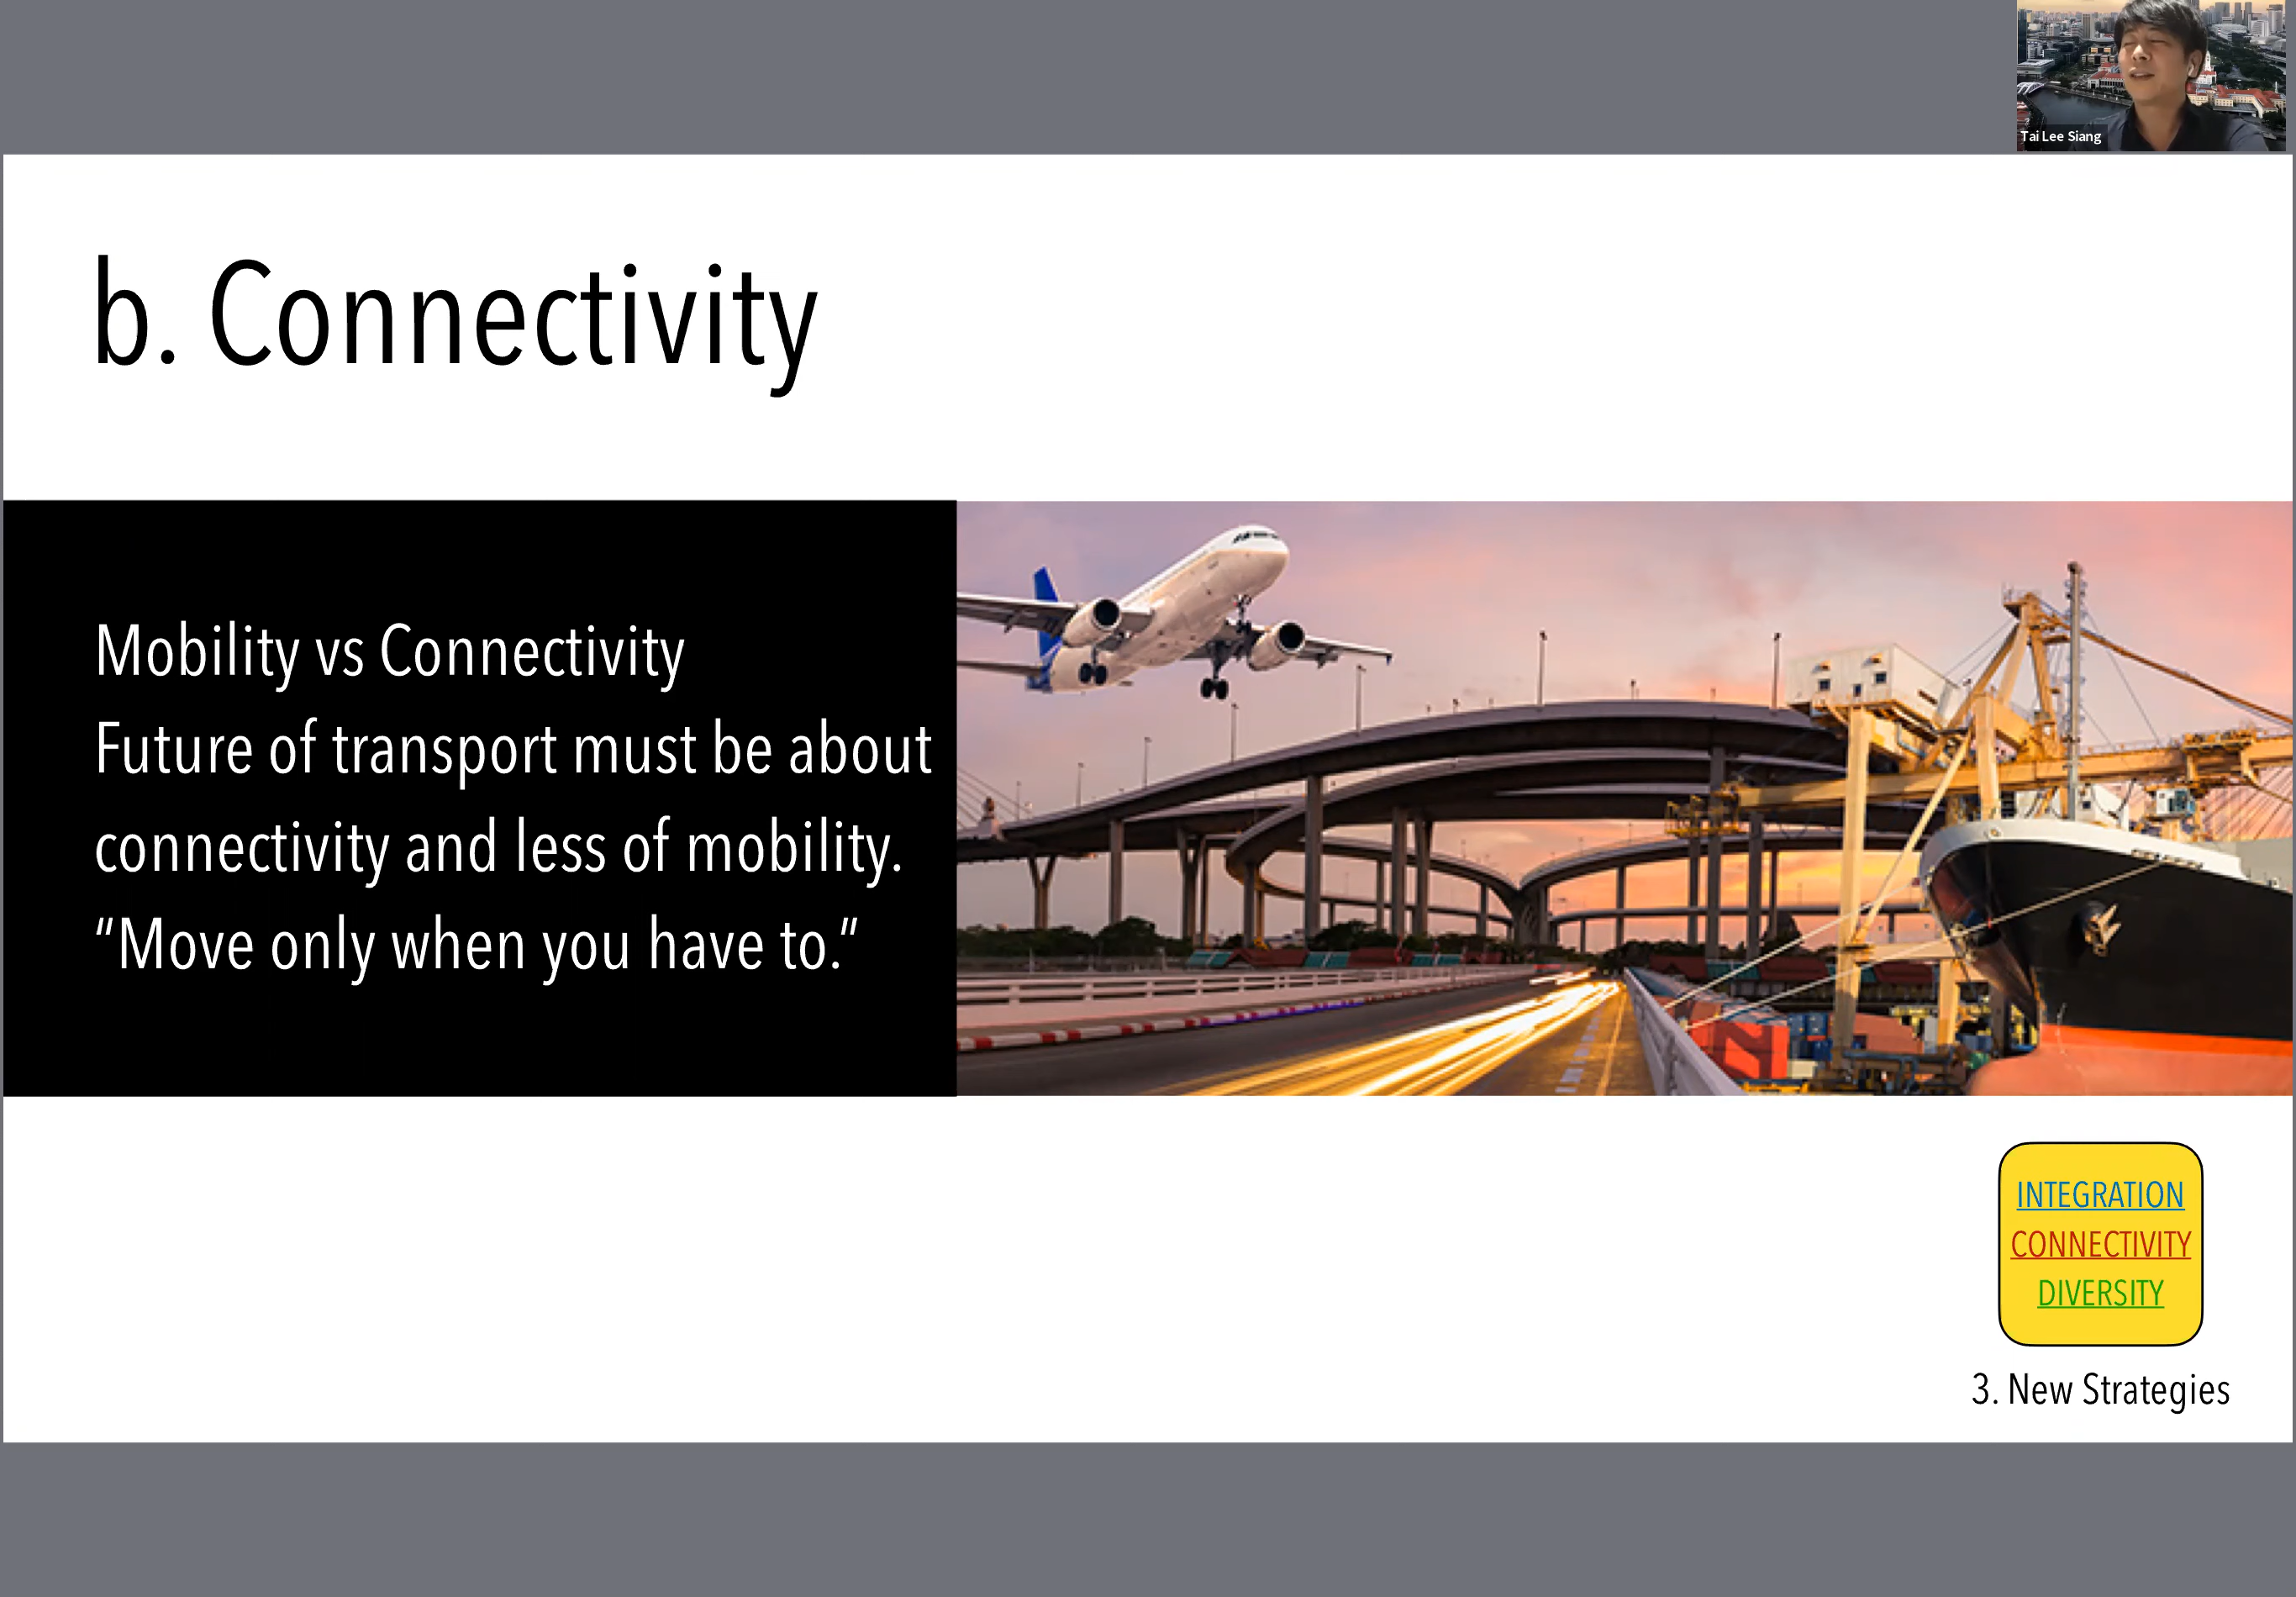 Tai Lee Siang
b. Connectivity
Mobility vs Connectivity
Future of transport must be about
connectivity and less of mobility.
“Move only when you have to.”
INTEGRATION
CONNECTIVITY
DIVERSITY
3. New Strategies